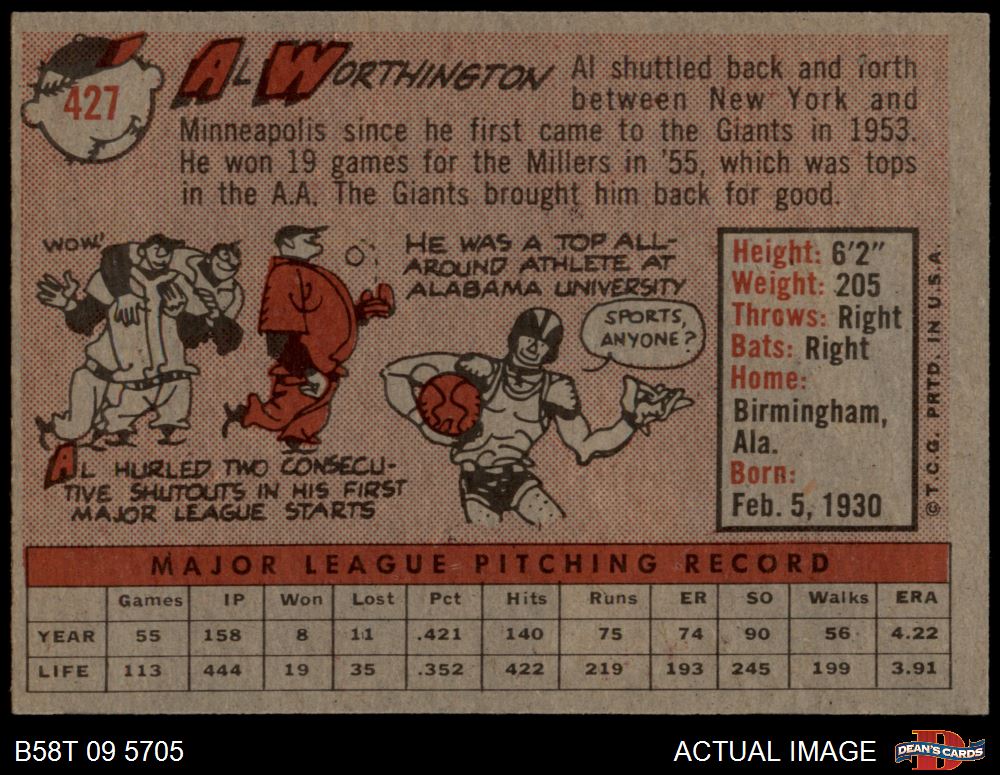 427
AL WORTHINGTON
Al shuttled back and forth
between New York and
Minneapolis since he first came to the Giants in 1953.
He won 19 games for the Millers in '55, which was tops
in the A.A. The Giants brought him back for good.
WOW!
AL HURLED TWO CONSECU-
TIVE SHUTOUTS IN HIS FIRST
MAJOR LEAGUE STARTS
HE WAS A TOP ALL-
AROUND ATHLETE AT
ALABAMA UNIVERSITY
SPORTS,
ANYONE?
Height: 6'2"
Weight: 205
Throws: Right
Bats: Right
Home:
Birmingham,
Ala.
Born:
Feb. 5, 1930
© T.C.G. PRTD. IN U.S.A.
MAJOR LEAGUE PITCHING RECORD
Games IP Won Lost Pct Hits Runs ER SO Walks ERA
YEAR 55 158 8 11 .421 140 75 74 90 56 4.22
LIFE 113 444 19 35 .352 422 219 193 245 199 3.91
B58T 09 5705
ACTUAL IMAGE
D
DEAN'S CARDS